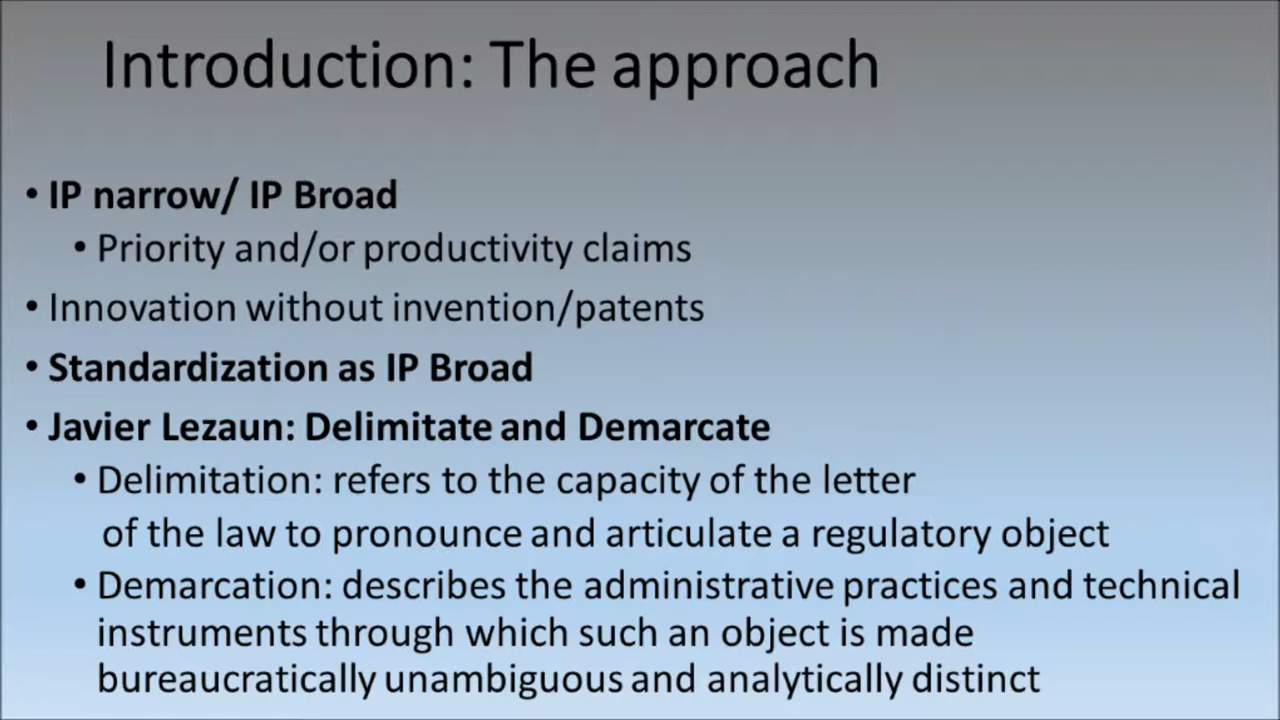 Introduction: The approach
• IP narrow/ IP Broad
• Priority and/or productivity claims
• Innovation without invention/patents
• Standardization as IP Broad
• Javier Lezaun: Delimitate and Demarcate
• Delimitation: refers to the capacity of the letter
of the law to pronounce and articulate a regulatory object
• Demarcation: describes the administrative practices and technical
instruments through which such an object is made
bureaucratically unambiguous and analytically distinct